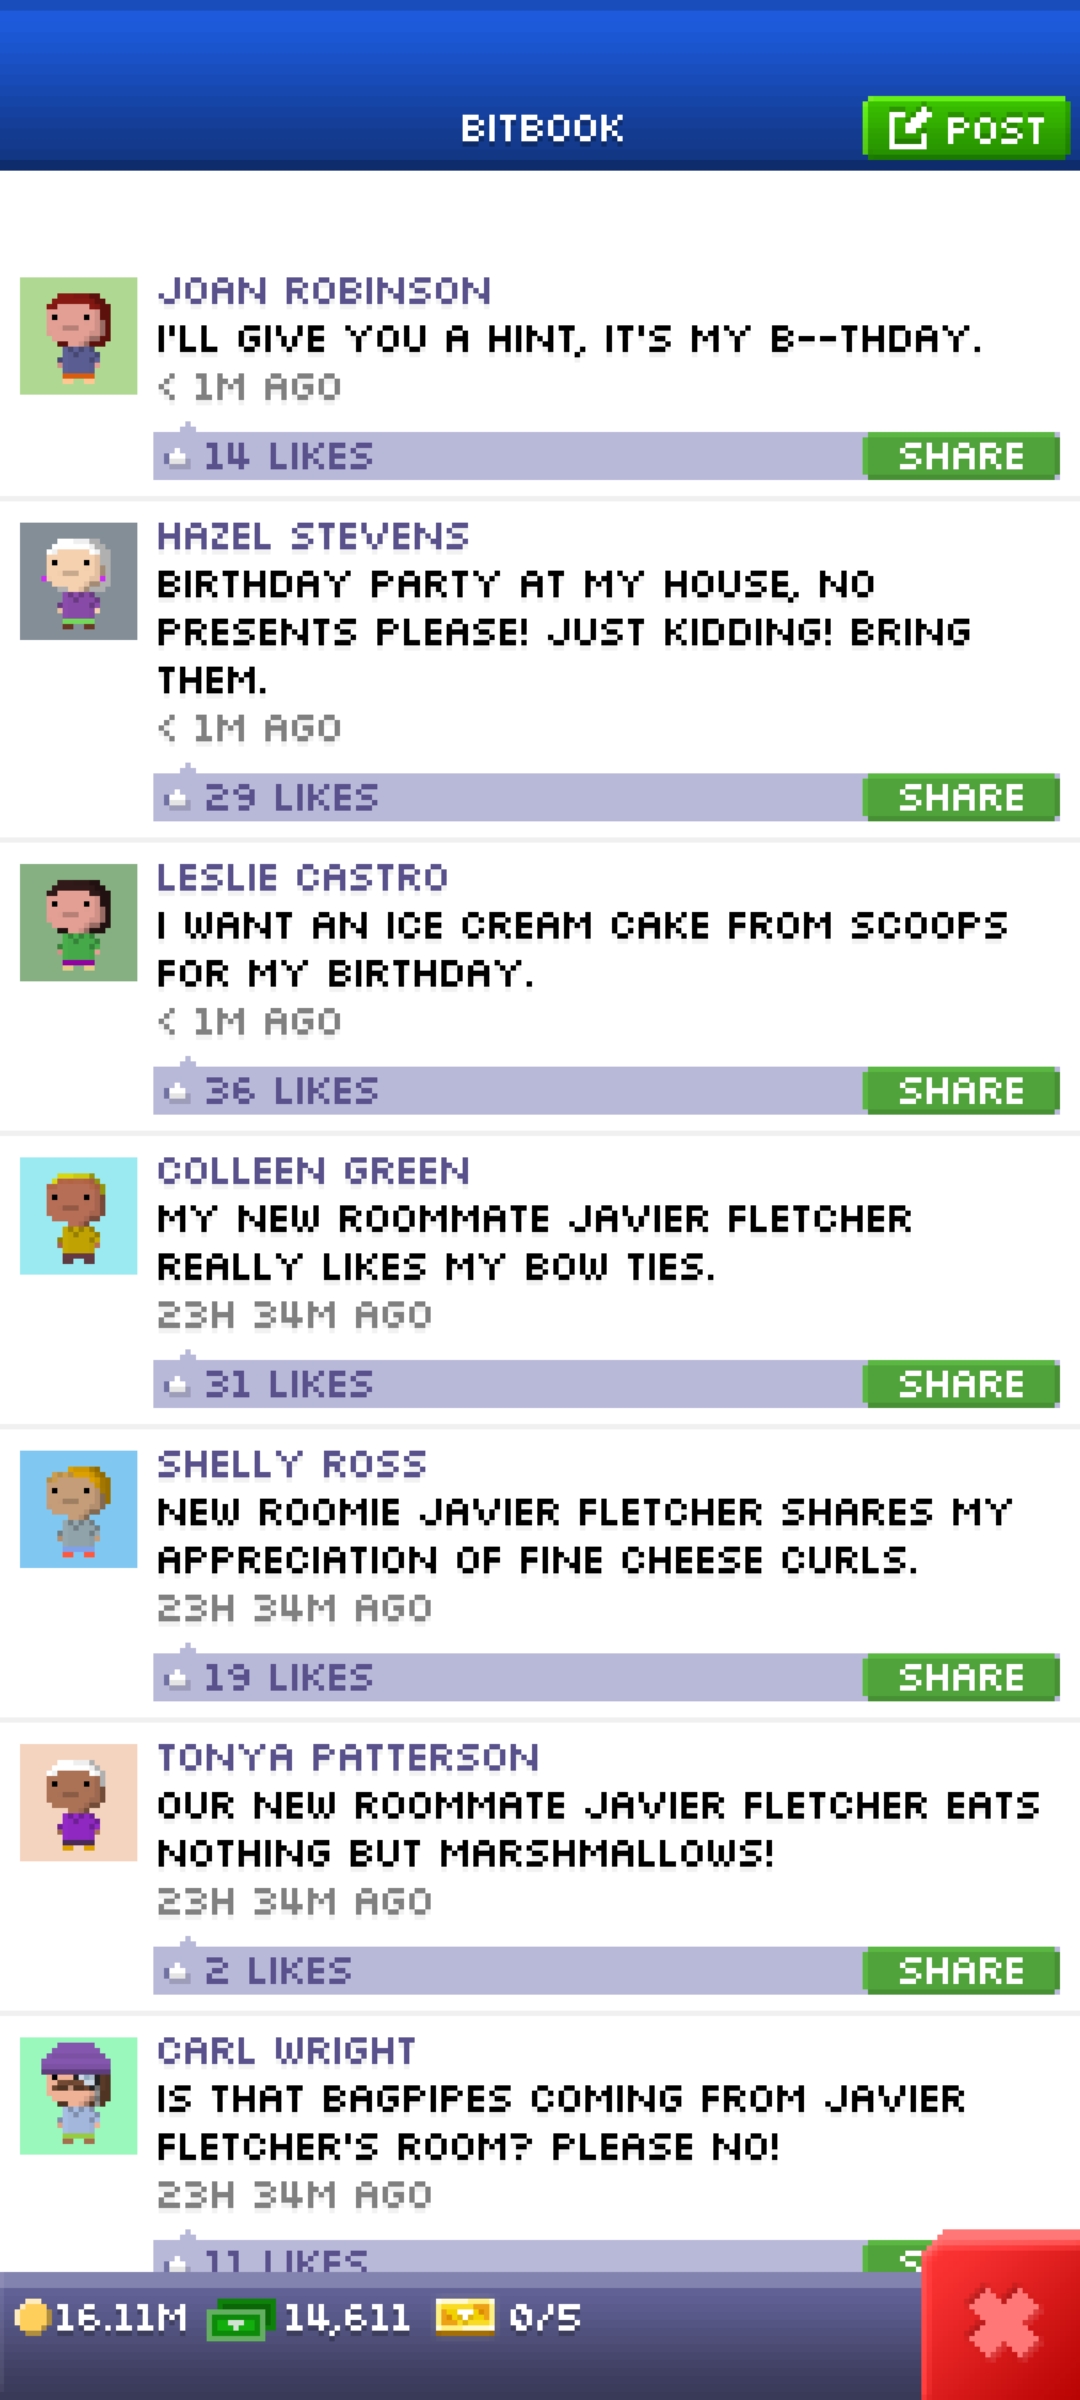 BITBOOK
POST
JOAN ROBINSON
I'LL GIVE YOU A HINT, IT'S MY B--THDAY.
< 1M AGO
14 LIKES
SHARE
HAZEL STEVENS
BIRTHDAY PARTY AT MY HOUSE, NO
PRESENTS PLEASE! JUST KIDDING! BRING
THEM.
< 1M AGO
29 LIKES
SHARE
LESLIE CASTRO
I WANT AN ICE CREAM CAKE FROM SCOOPS
FOR MY BIRTHDAY.
< 1M AGO
36 LIKES
SHARE
COLLEEN GREEN
MY NEW ROOMMATE JAVIER FLETCHER
REALLY LIKES MY BOW TIES.
23H 34M AGO
31 LIKES
SHARE
SHELLY ROSS
NEW ROOMIE JAVIER FLETCHER SHARES MY
APPRECIATION OF FINE CHEESE CURLS.
23H 34M AGO
19 LIKES
SHARE
TONYA PATTERSON
OUR NEW ROOMMATE JAVIER FLETCHER EATS
NOTHING BUT MARSHMALLOWS!
23H 34M AGO
2 LIKES
SHARE
CARL WRIGHT
IS THAT BAGPIPES COMING FROM JAVIER
FLETCHER'S ROOM? PLEASE NO!
23H 34M AGO
11 LIKES
16.11M 14,611 0/5